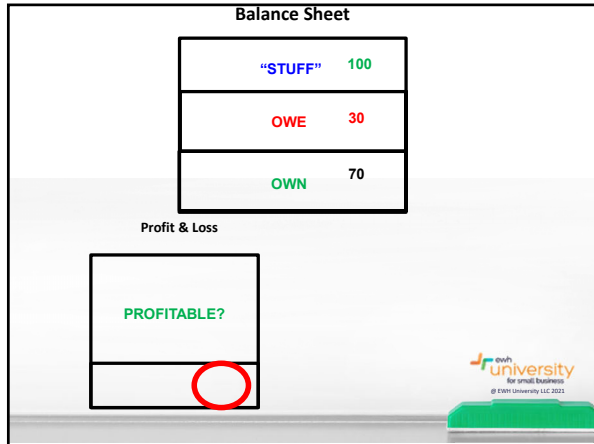 Balance Sheet
“STUFF” 100
OWE 30
OWN 70
Profit & Loss
PROFITABLE?
ewh
university
for small business
@ EWH University LLC 2021